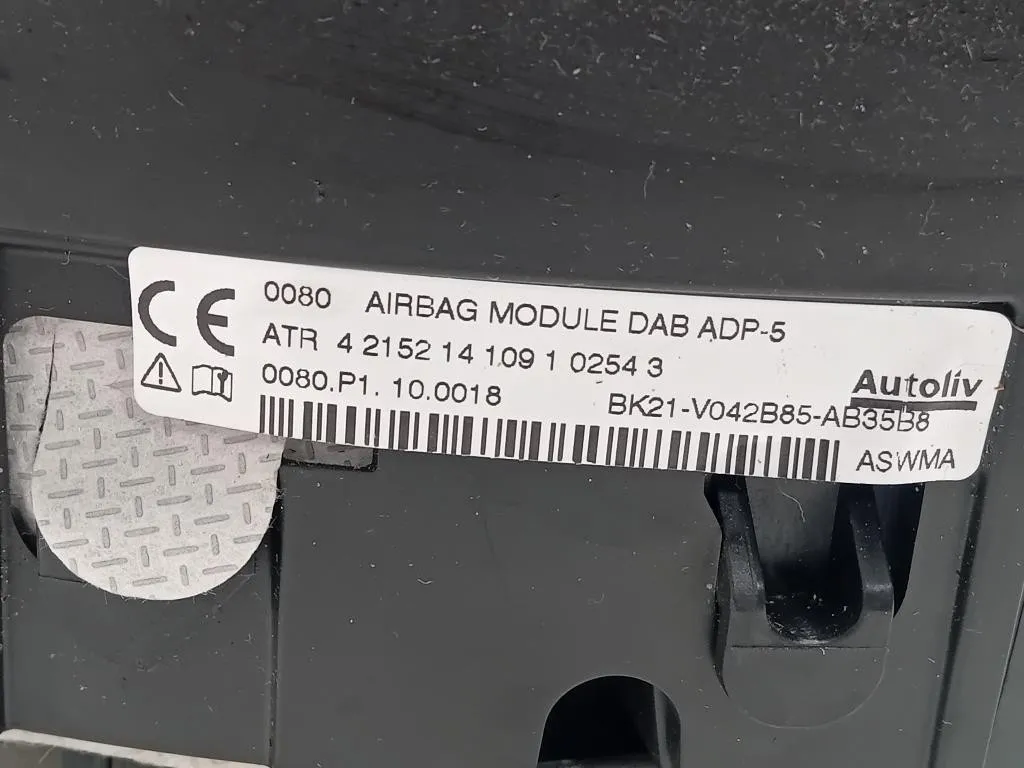 CE 0080 AIRBAG MODULE DAB ADP-5
ATR 4 2152 14 109 1 0254 3
Autoliv
0080.P1. 10.0018 BK21-V042B85-AB35B8
ASWMA